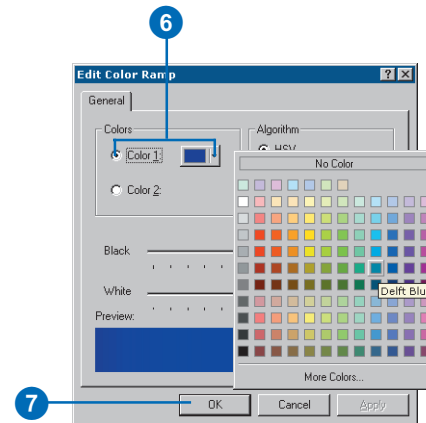 6
Edit Color Ramp
General
Colors
Algorithm
Color 1:
HSV
No Color
Color 2:
Black
White
Delft Blu
Preview:
More Colors...
7
OK Cancel Apply